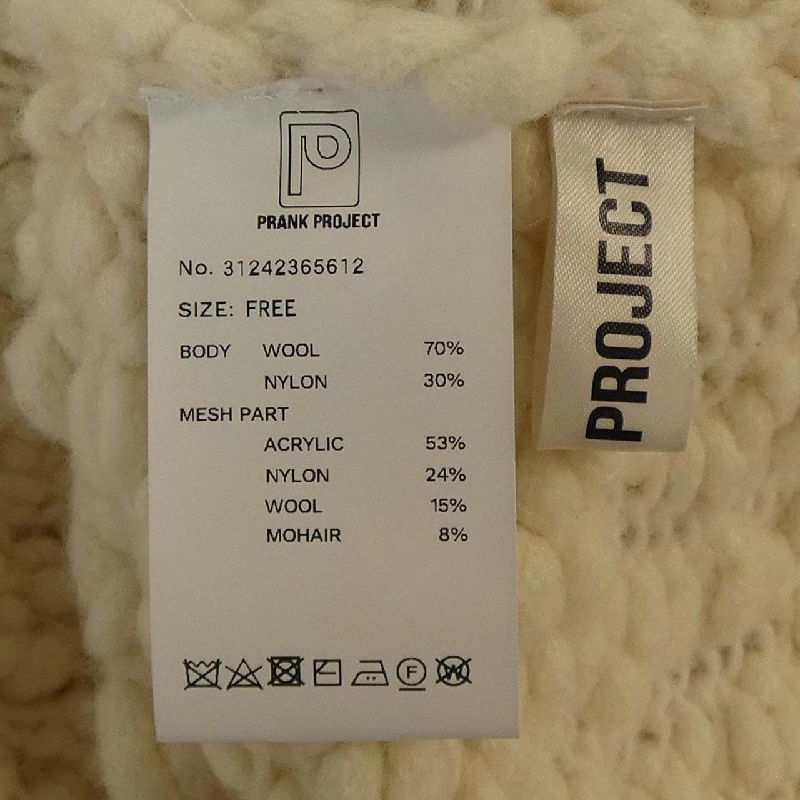 PRANK PROJECT
No. 31242365612
SIZE: FREE
BODY WOOL 70%
NYLON 30%
MESH PART
ACRYLIC 53%
NYLON 24%
WOOL 15%
MOHAIR 8%
F W
PROJECT